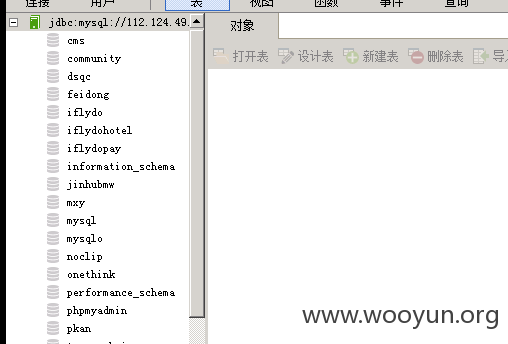 连接 用户 表 视图 函数 事件 查询
jdbc:mysql://112.124.49.
对象
打开表 设计表 新建表 删除表 导入
cms
community
dsqc
feidong
iflydo
iflydohotel
iflydopay
information_schema
jinhubmw
mxy
mysql
mysqlo
noclip
onethink
performance_schema
phpmyadmin
pkan
www.wooyun.org